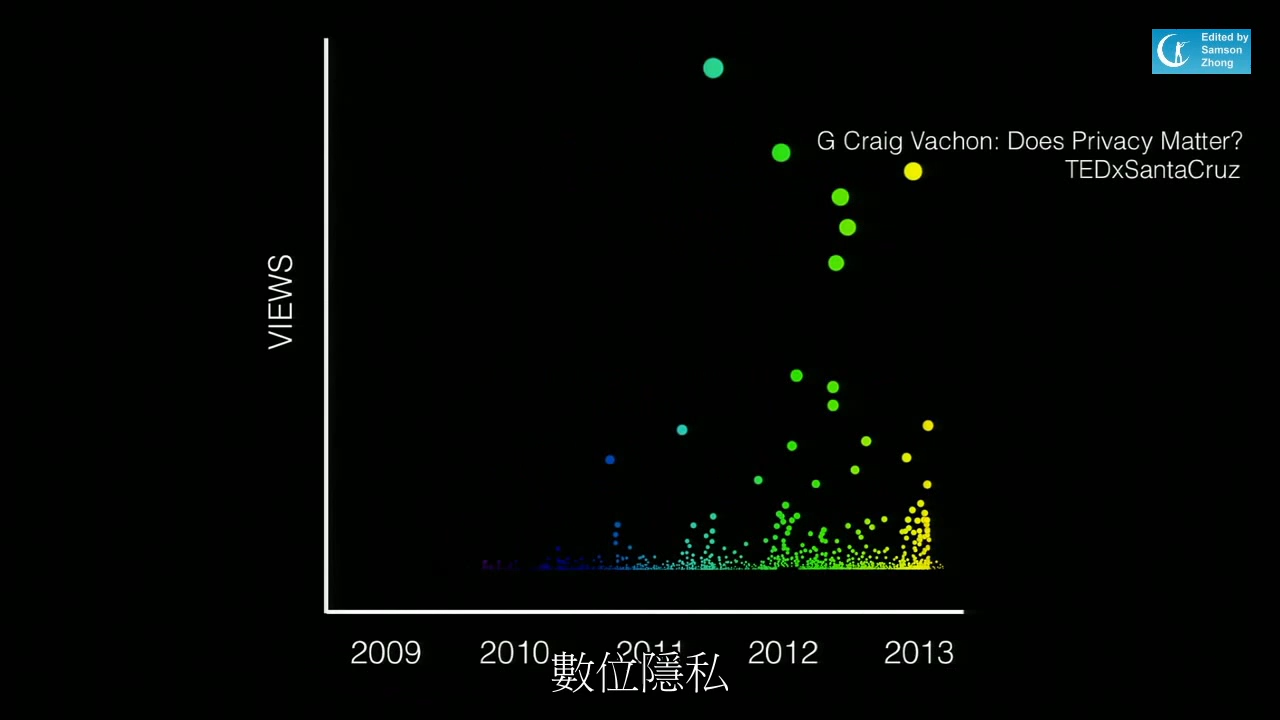 Edited by
Samson
Zhong
G Craig Vachon: Does Privacy Matter?
TEDxSantaCruz
VIEWS
2009 2010 2011 2012 2013
數位隱私